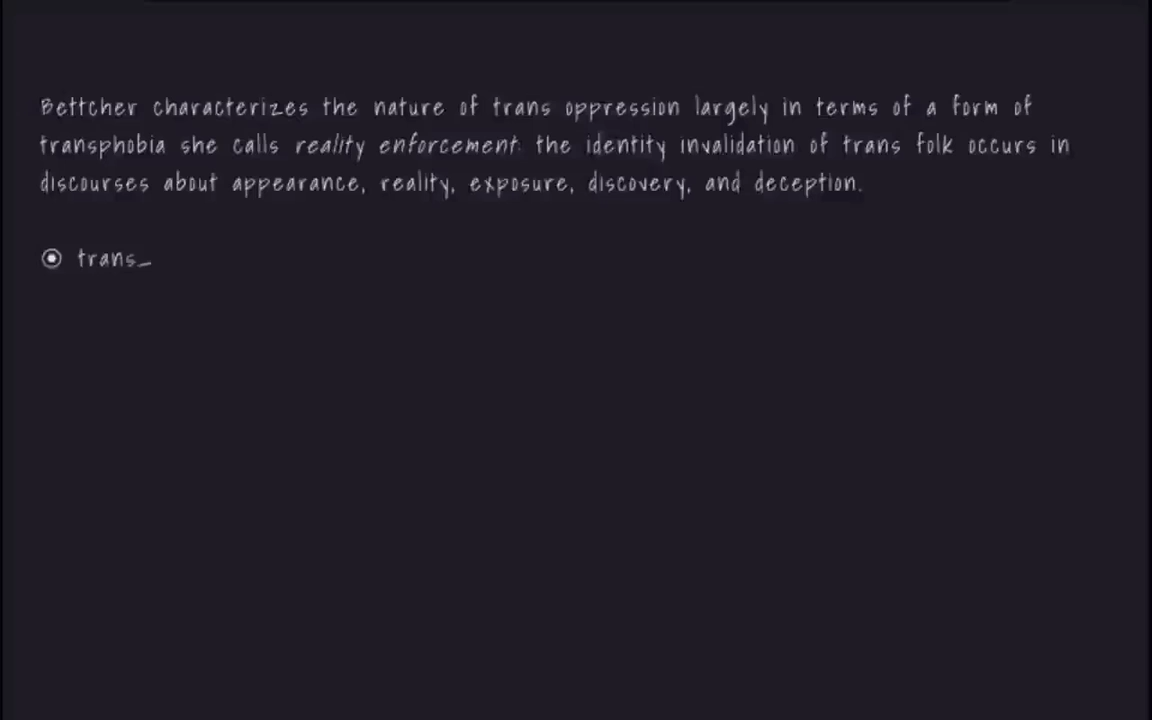 Bettcher characterizes the nature of trans oppression largely in terms of a form of
transphobia she calls reality enforcement: the identity invalidation of trans folk occurs in
discourses about appearance, reality, exposure, discovery, and deception.
trans_